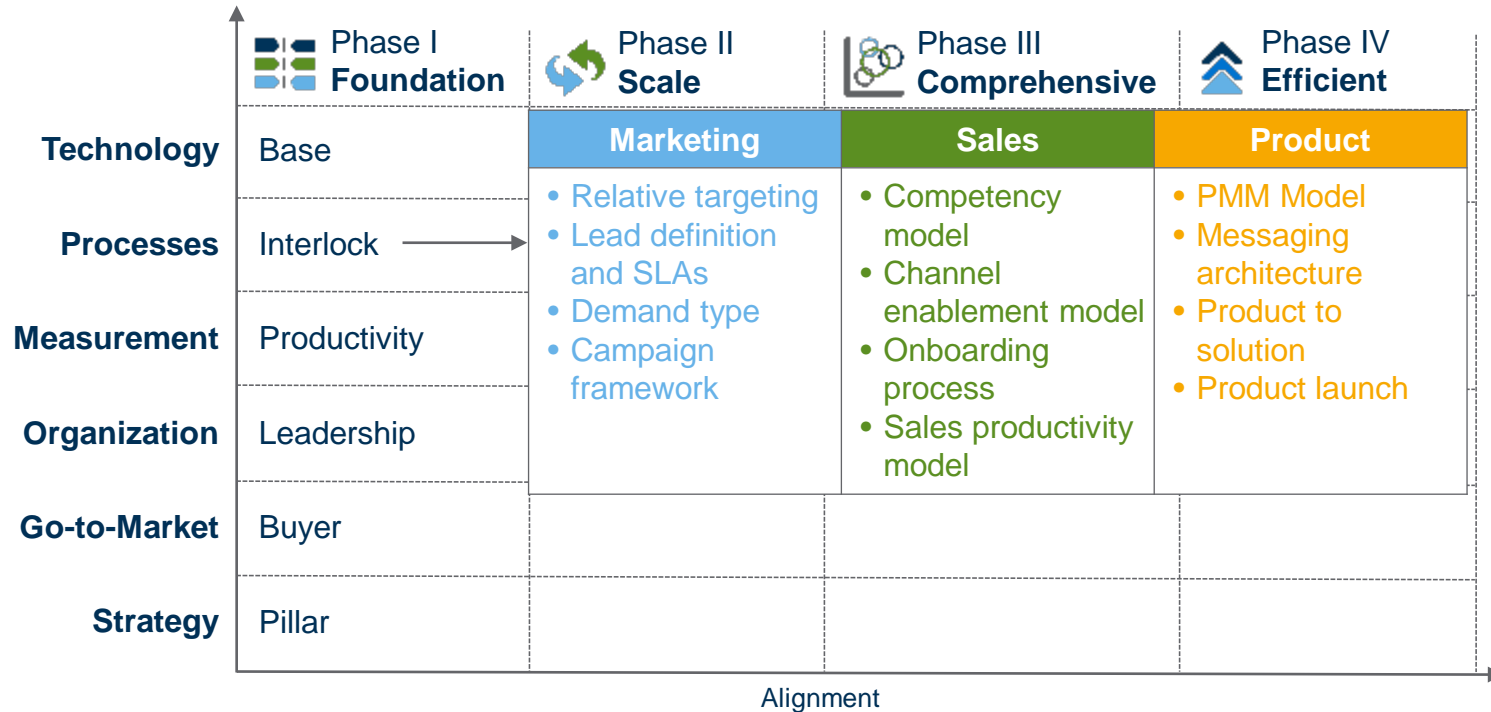 Phase I
Foundation
Phase II
Scale
Phase III
Comprehensive
Phase IV
Efficient
Technology
Base
Marketing
Sales
Product
Processes
Interlock
Measurement
Productivity
Organization
Leadership
• Relative targeting
• Lead definition
and SLAs
• Demand type
• Campaign
framework
• Competency
model
• Channel
enablement model
• Onboarding
process
• Sales productivity
model
• PMM Model
• Messaging
architecture
• Product to
solution
• Product launch
Go-to-Market
Buyer
Strategy
Pillar
Alignment